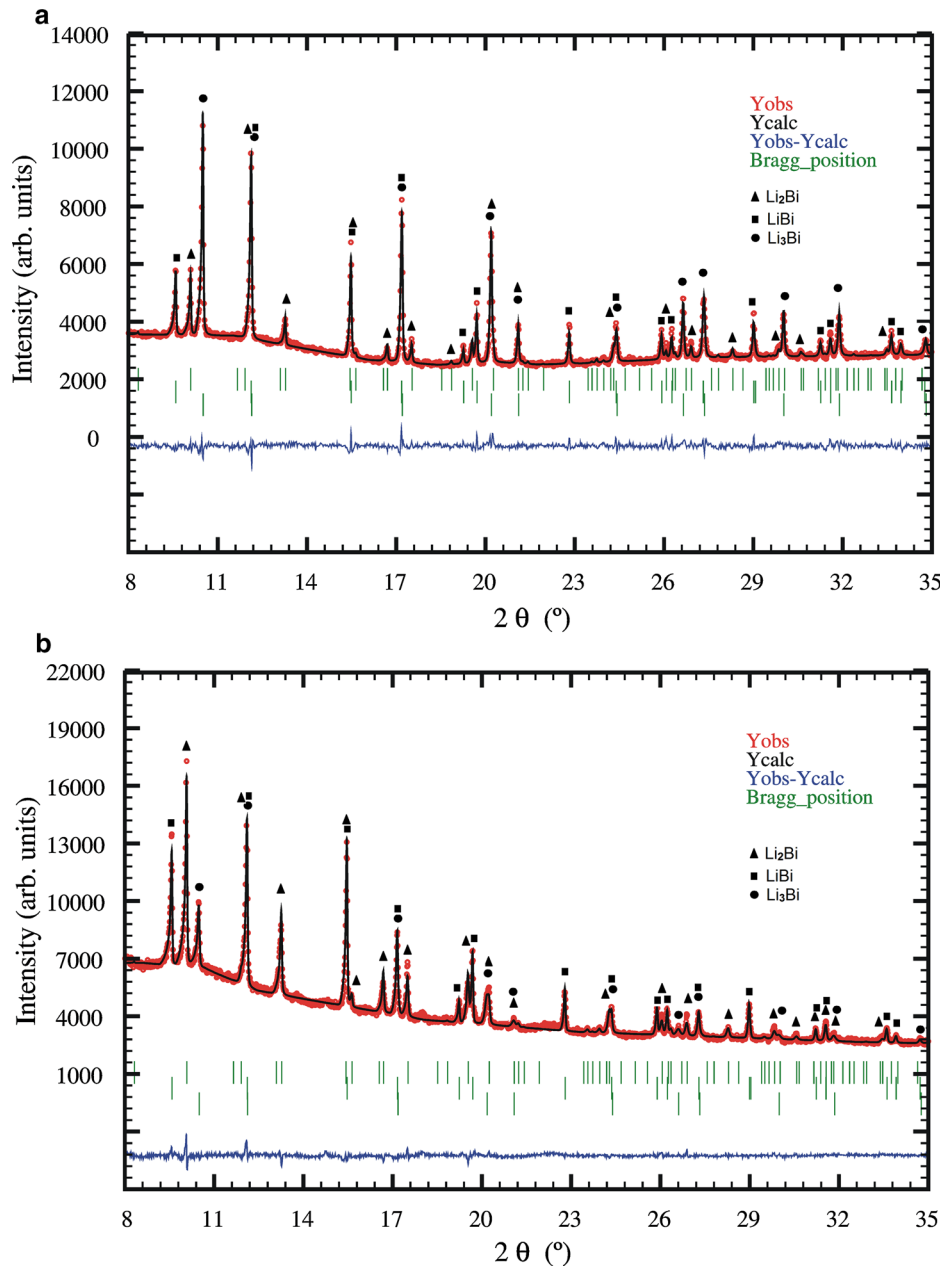 a
14000
12000
10000
8000
6000
4000
2000
0
Intensity (arb. units)
Yobs
Ycalc
Yobs-Ycalc
Bragg_position
▲ Li₂Bi
■ LiBi
● Li₃Bi
8 11 14 17 20 23 26 29 32 35
2 θ (º)
b
22000
19000
16000
13000
10000
7000
4000
1000
Intensity (arb. units)
Yobs
Ycalc
Yobs-Ycalc
Bragg_position
▲ Li₂Bi
■ LiBi
● Li₃Bi
8 11 14 17 20 23 26 29 32 35
2 θ (º)